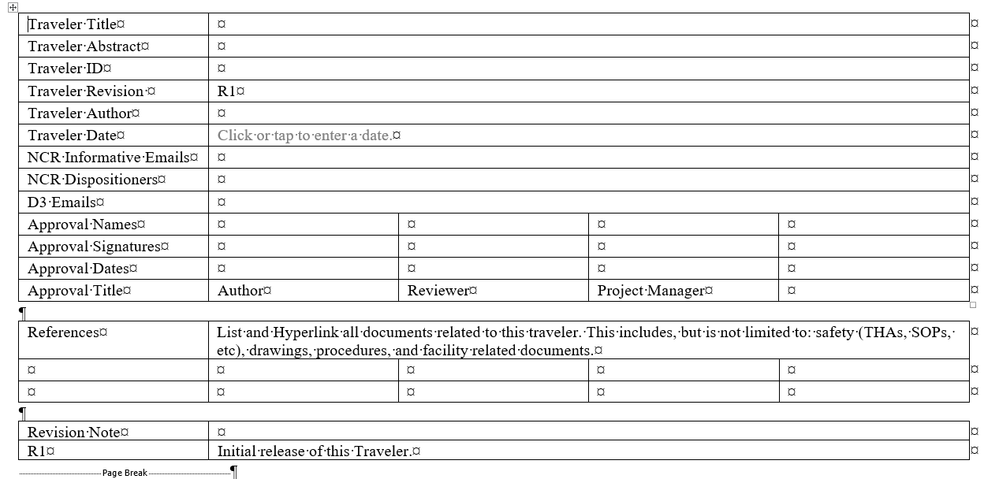 Traveler Title
Traveler Abstract
Traveler ID
Traveler Revision R1
Traveler Author
Traveler Date Click or tap to enter a date.
NCR Informative Emails
NCR Dispositioners
D3 Emails
Approval Names
Approval Signatures
Approval Dates
Approval Title Author Reviewer Project Manager
References List and Hyperlink all documents related to this traveler. This includes, but is not limited to: safety (THAs, SOPs,
etc), drawings, procedures, and facility related documents.
Revision Note
R1 Initial release of this Traveler.
Page Break